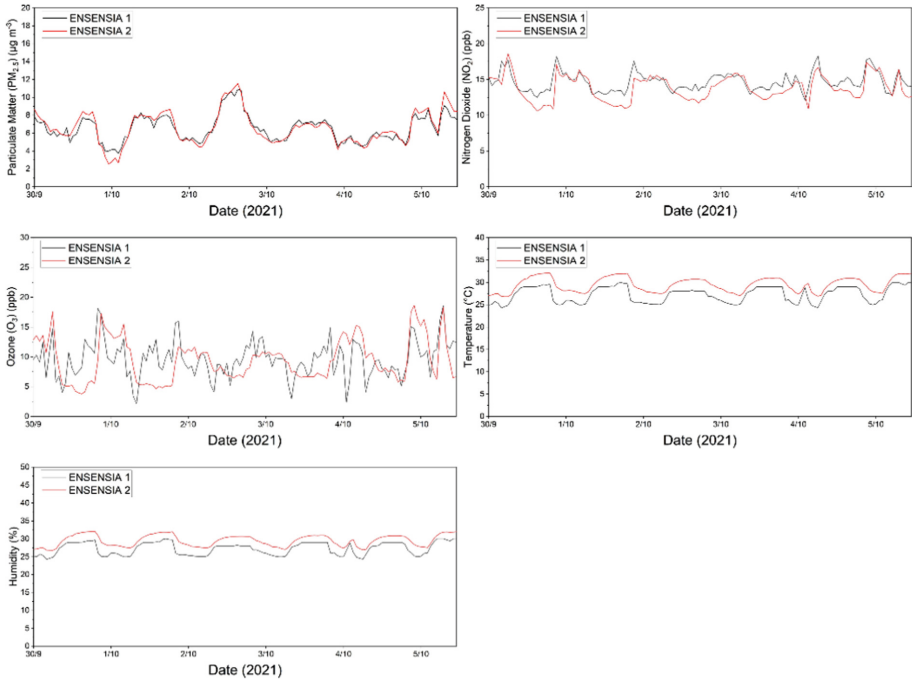 ENSENSIA 1
ENSENSIA 2
Particulate Matter (PM2.5) (μg m-3)
20
18
16
14
12
10
8
6
4
2
0
30/9 1/10 2/10 3/10 4/10 5/10
Date (2021)
ENSENSIA 1
ENSENSIA 2
Nitrogen Dioxide (NO2) (ppb)
25
20
15
10
5
0
30/9 1/10 2/10 3/10 4/10 5/10
Date (2021)
ENSENSIA 1
ENSENSIA 2
Ozone (O3) (ppb)
30
25
20
15
10
5
0
30/9 1/10 2/10 3/10 4/10 5/10
Date (2021)
ENSENSIA 1
ENSENSIA 2
Temperature (°C)
40
35
30
25
20
15
10
5
0
30/9 1/10 2/10 3/10 4/10 5/10
Date (2021)
ENSENSIA 1
ENSENSIA 2
Humidity (%)
50
45
40
35
30
25
20
15
10
5
0
30/9 1/10 2/10 3/10 4/10 5/10
Date (2021)